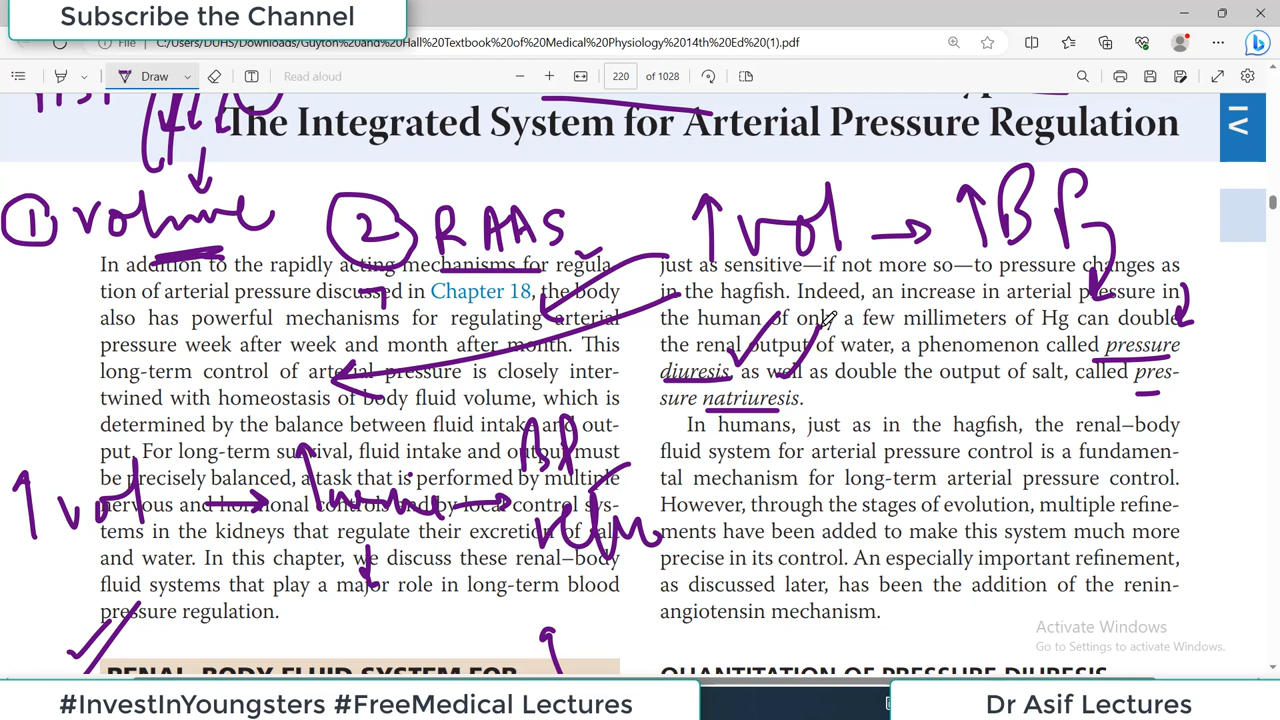 Subscribe the Channel
File
C:/Users/DUHS/Downloads/Guyton%20and%20Hall%20Textbook%20of%20Medical%20Physiology%2014th%20Ed%20(1).pdf
Draw
Read aloud
220 of 1028
The Integrated System for Arterial Pressure Regulation
IV
① volume
② RAAS
↑ vol → ↑ BP
In addition to the rapidly acting mechanisms for regula-
tion of arterial pressure discussed in Chapter 18, the body
also has powerful mechanisms for regulating arterial
pressure week after week and month after month. This
long-term control of arterial pressure is closely inter-
twined with homeostasis of body fluid volume, which is
determined by the balance between fluid intake and out-
put. For long-term survival, fluid intake and output must
be precisely balanced, a task that is performed by multiple
nervous and hormonal controls and by local control sys-
tems in the kidneys that regulate their excretion of salt
and water. In this chapter, we discuss these renal–body
fluid systems that play a major role in long-term blood
pressure regulation.
↑ vol → ↑ urine → BP
RENAL–BODY FLUID SYSTEM FOR
just as sensitive—if not more so—to pressure changes as
in the hagfish. Indeed, an increase in arterial pressure in
the human of only a few millimeters of Hg can double
the renal output of water, a phenomenon called pressure
diuresis, as well as double the output of salt, called pres-
sure natriuresis.
In humans, just as in the hagfish, the renal–body
fluid system for arterial pressure control is a fundamen-
tal mechanism for long-term arterial pressure control.
However, through the stages of evolution, multiple refine-
ments have been added to make this system much more
precise in its control. An especially important refinement,
as discussed later, has been the addition of the renin-
angiotensin mechanism.
QUANTITATION OF PRESSURE DIURESIS
Activate Windows
Go to Settings to activate Windows.
#InvestInYoungsters #FreeMedical Lectures
Dr Asif Lectures